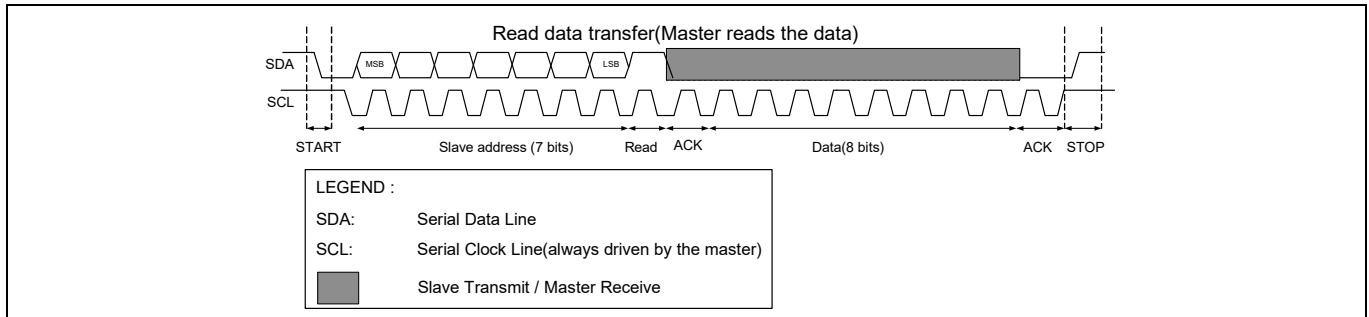 Read data transfer(Master reads the data)
SDA
MSB
LSB
SCL
START
Slave address (7 bits)
Read
ACK
Data(8 bits)
ACK
STOP
LEGEND :
SDA: Serial Data Line
SCL: Serial Clock Line(always driven by the master)
Slave Transmit / Master Receive